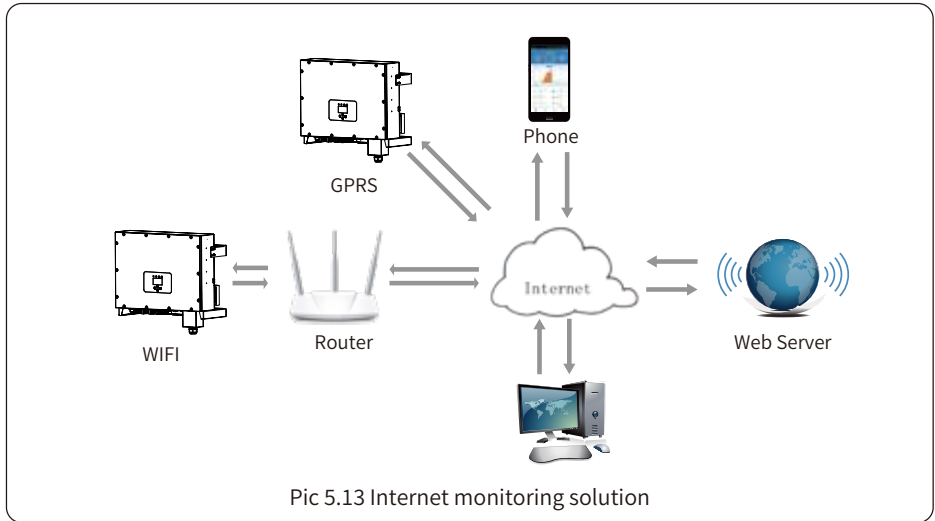 Phone
GPRS
Internet
WIFI
Router
Web Server
Pic 5.13 Internet monitoring solution